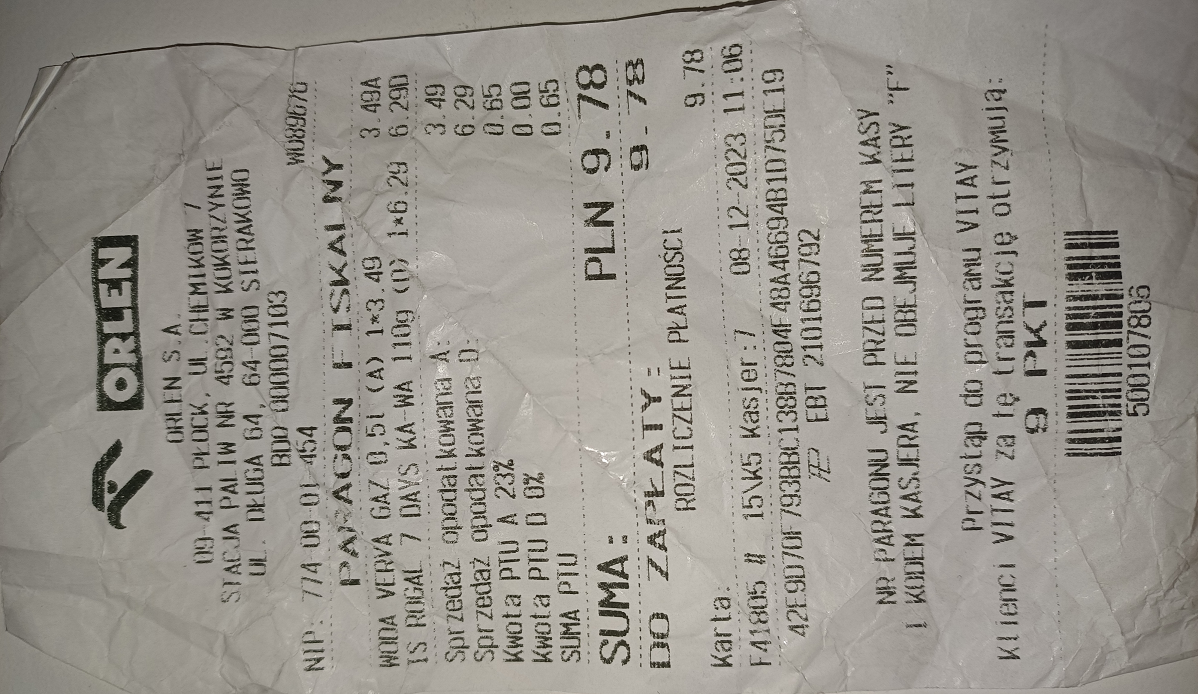 ORLEN
ORLEN S.A.
09-411 PŁOCK, UL.CHEMIKÓW 7
STACJA PALIW NR 4592 W KUKORZYNIE
UL. DŁUGA 64, 64-000 SIERAKOWO
BDO 000007103
NIP: 774-00-01-454 W089676
PARAGON FISKALNY
WODA VERVA GAZ 0,5l (A) 1*3.49 3.49A
IS ROGAL 7 DAYS KA-WA 110g (D) 1*6.29 6.29D
Sprzedaż opodatkowana A: 3.49
Sprzedaż opodatkowana D: 6.29
Kwota PTU A 23% 0.65
Kwota PTU D 0% 0.00
SUMA PTU 0.65
SUMA: PLN 9.78
DO ZAPŁATY: 9.78
ROZLICZENIE PŁATNOŚCI
Karta: 9.78
F41805 # 15\K5 Kasjer:7 08-12-2023 11:06
42E9D70F793BBC138B7804F48A46694B1D75DE19
EBT 2101696792
NR PARAGONU JEST PRZED NUMEREM KASY
I KODEM KASJERA, NIE OBEJMUJE LITERY "F"
Przystąp do programu VITAY
Klienci VITAY za tę transakcję otrzymują:
9 PKT
500107806